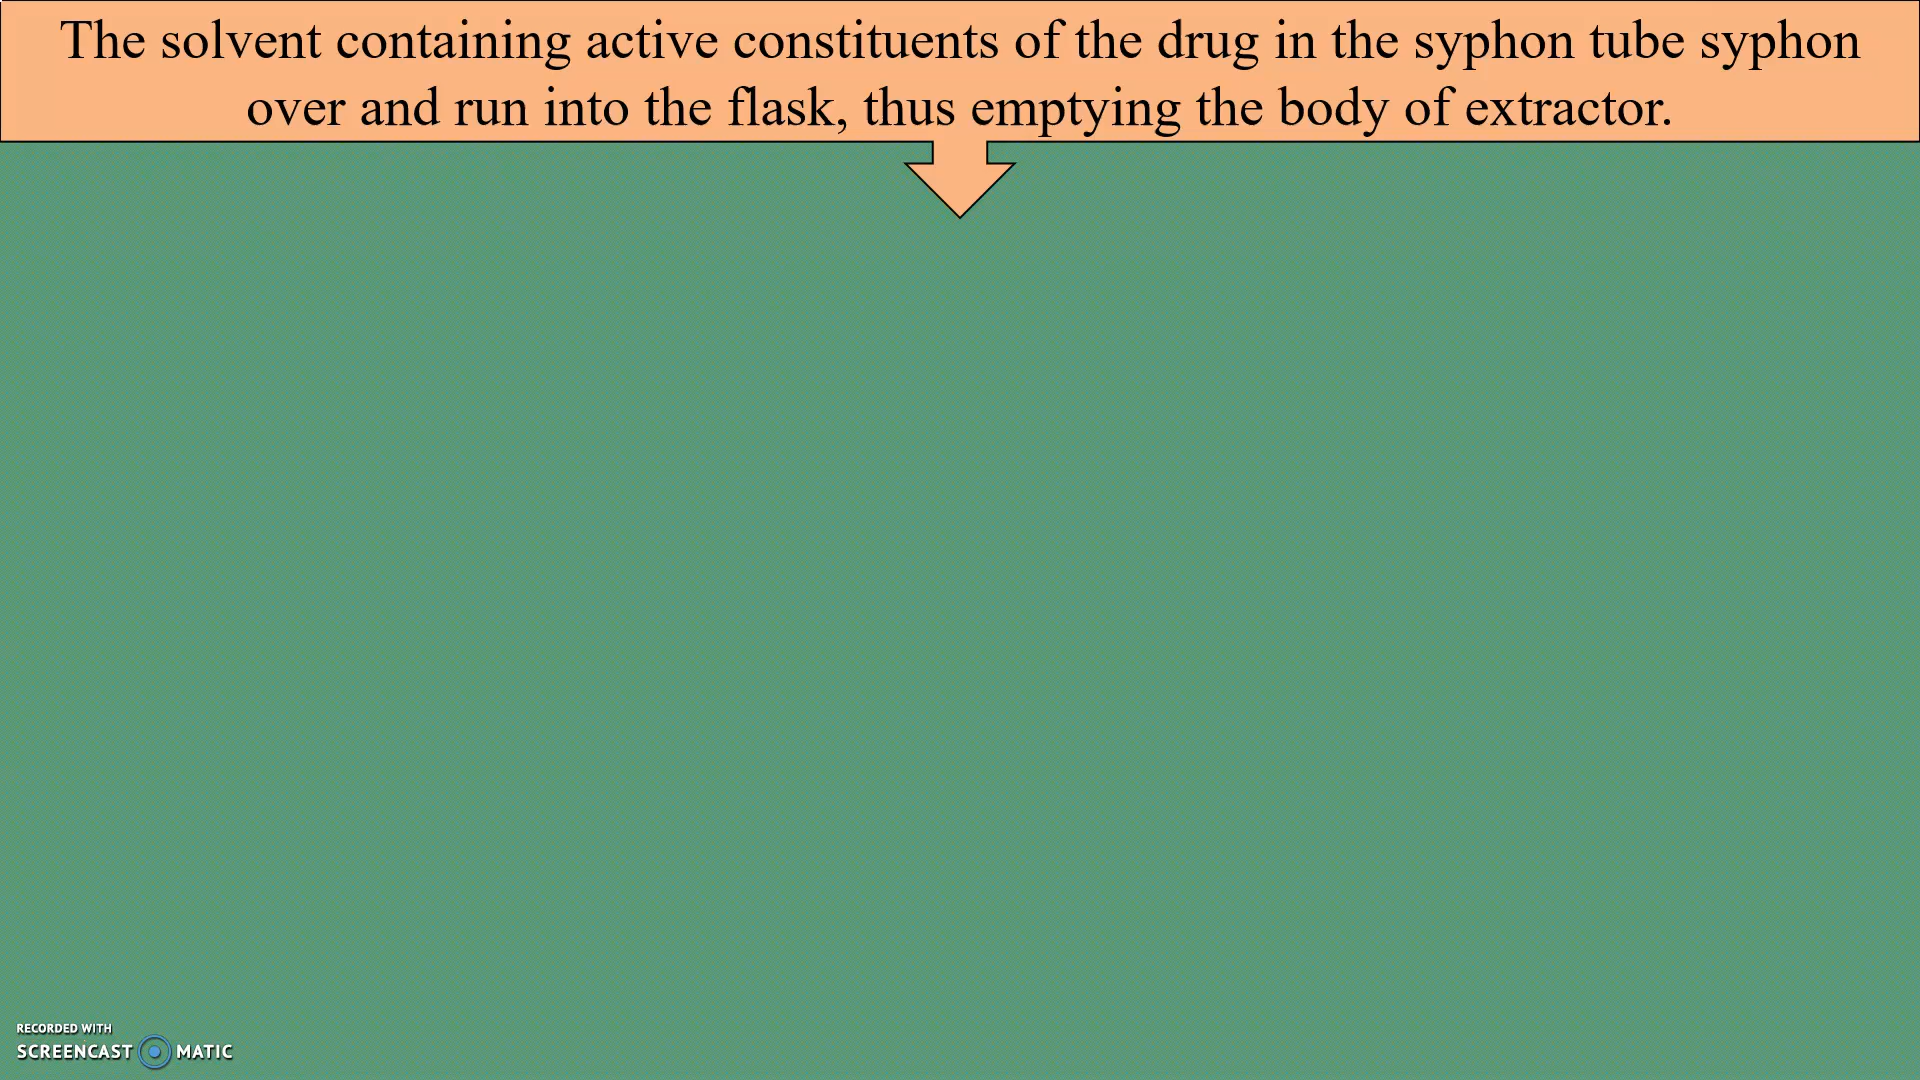 The solvent containing active constituents of the drug in the syphon tube syphon
over and run into the flask, thus emptying the body of extractor.
RECORDED WITH
SCREENCAST MATIC